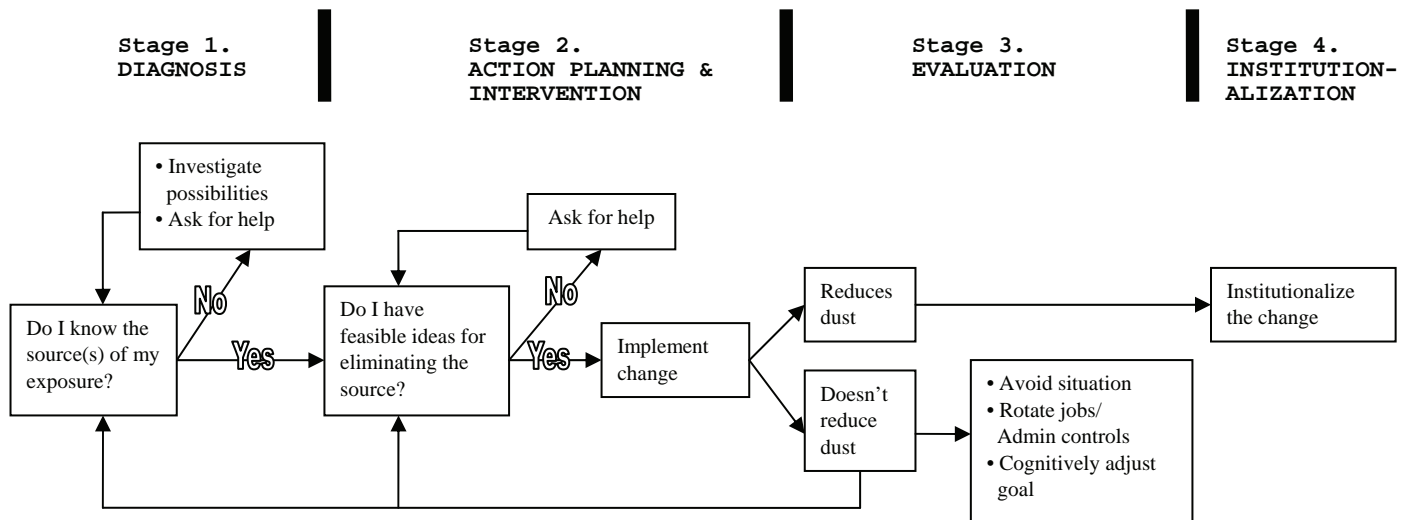 Stage 1.
DIAGNOSIS
Stage 2.
ACTION PLANNING &
INTERVENTION
Stage 3.
EVALUATION
Stage 4.
INSTITUTION-
ALIZATION
• Investigate
possibilities
• Ask for help
Ask for help
No
No
Do I know the
source(s) of my
exposure?
Yes
Do I have
feasible ideas for
eliminating the
source?
Yes
Implement
change
Reduces
dust
Institutionalize
the change
Doesn’t
reduce
dust
• Avoid situation
• Rotate jobs/
Admin controls
• Cognitively adjust
goal